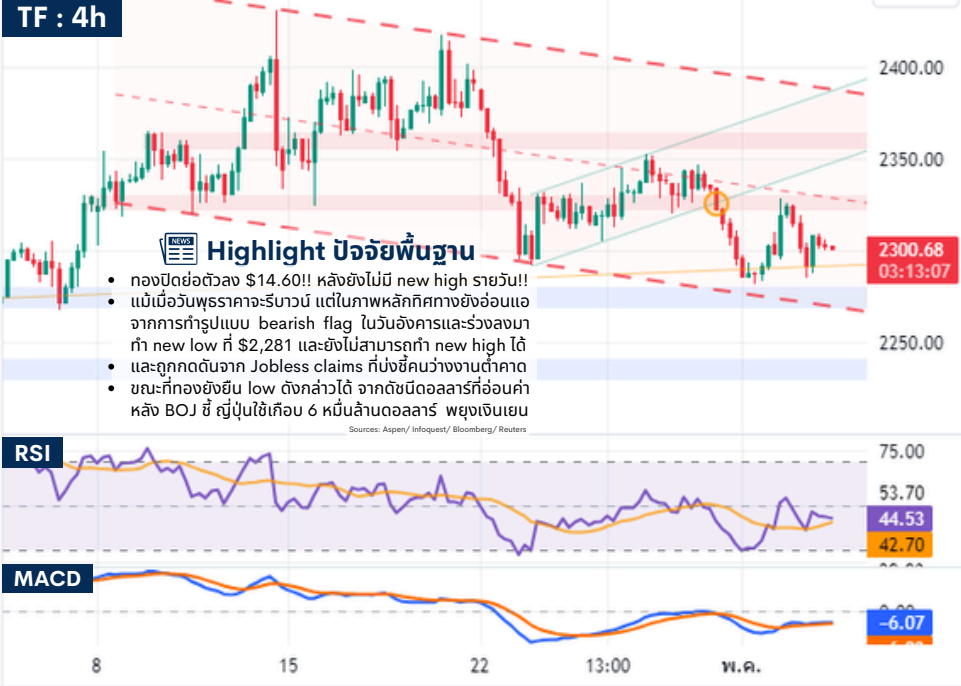 TF : 4h
2400.00
2350.00
2300.68
03:13:07
2250.00
NEWS
Highlight ปัจจัยพื้นฐาน
• ทองปิดย่อตัวลง $14.60!! หลังยังไม่มี new high รายวัน!!
• แม้เมื่อวันพุธราคาจะรีบาวน์ แต่ในภาพหลักทิศทางยังอ่อนแอ
จากการทำรูปแบบ bearish flag ในวันอังคารและร่วงลงมา
ทำ new low ที่ $2,281 และยังไม่สามารถทำ new high ได้
• และถูกกดดันจาก Jobless claims ที่บ่งชี้คนว่างงานต่ำคาด
• ขณะที่ทองยังยืน low ดังกล่าวได้ จากดัชนีดอลลาร์ที่อ่อนค่า
หลัง BOJ ชี้ ญี่ปุ่นใช้เกือบ 6 หมื่นล้านดอลลาร์ พยุงเงินเยน
Sources: Aspen/ Infoquest/ Bloomberg/ Reuters
RSI
75.00
53.70
44.53
42.70
MACD
0.00
−6.07
8
15
22
13:00
พ.ค.